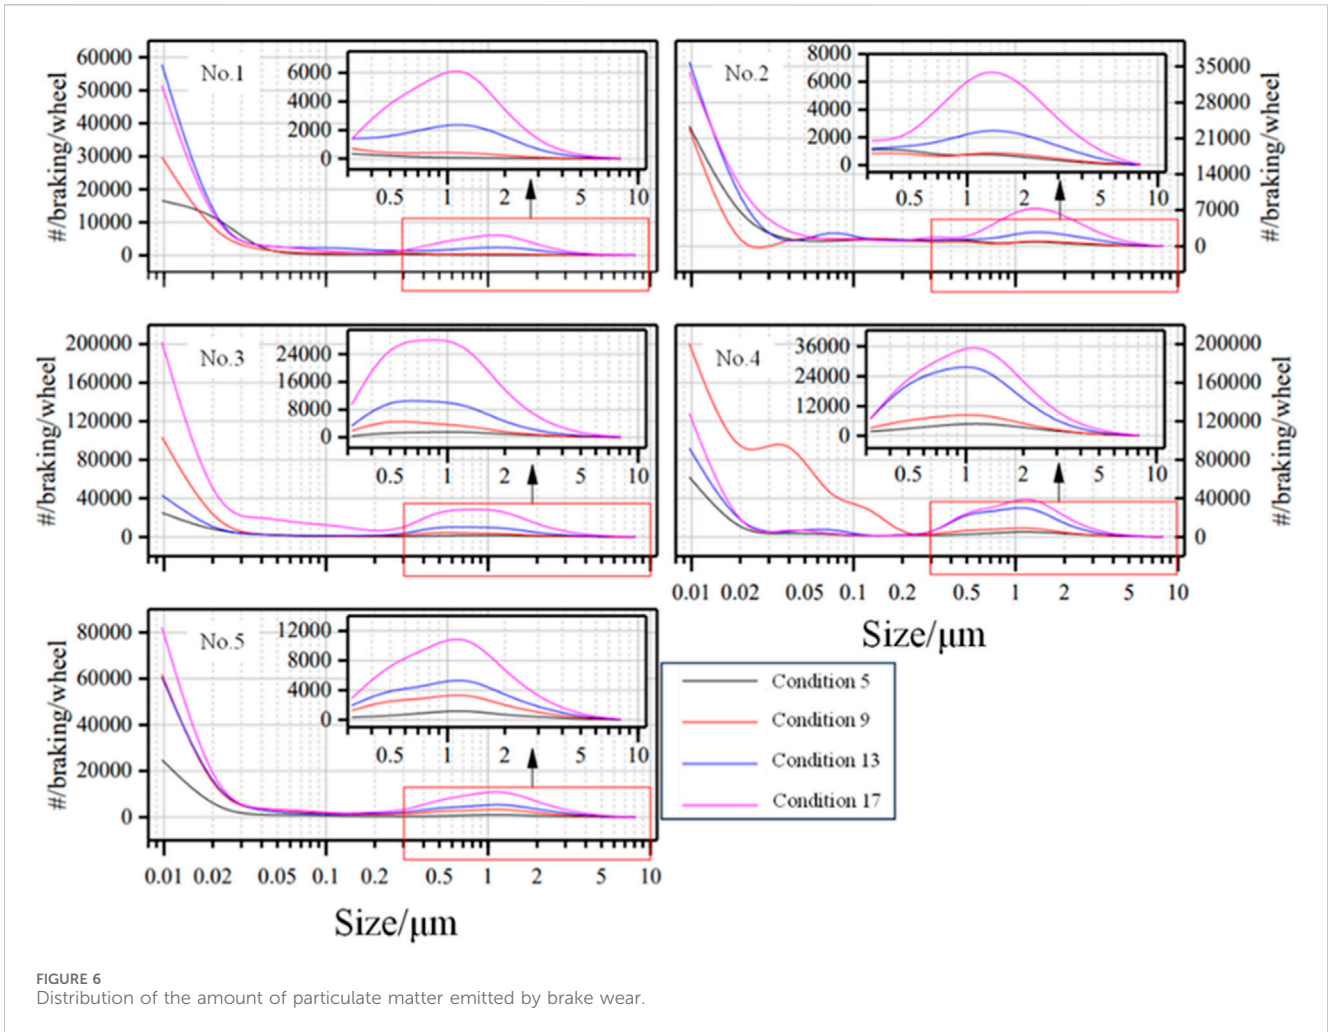 No.1
#/braking/wheel
60000
50000
40000
30000
20000
10000
0
6000
4000
2000
0
0.5 1 2 5 10
No.2
8000
6000
4000
2000
0
0.5 1 2 5 10
35000
28000
21000
14000
7000
0
#/braking/wheel
No.3
#/braking/wheel
200000
160000
120000
80000
40000
0
24000
16000
8000
0
0.5 1 2 5 10
No.4
36000
24000
12000
0
0.5 1 2 5 10
200000
160000
120000
80000
40000
0
#/braking/wheel
0.01 0.02 0.05 0.1 0.2 0.5 1 2 5 10
Size/μm
No.5
#/braking/wheel
80000
60000
40000
20000
0
12000
8000
4000
0
0.5 1 2 5 10
0.01 0.02 0.05 0.1 0.2 0.5 1 2 5 10
Size/μm
Condition 5
Condition 9
Condition 13
Condition 17
FIGURE 6
Distribution of the amount of particulate matter emitted by brake wear.